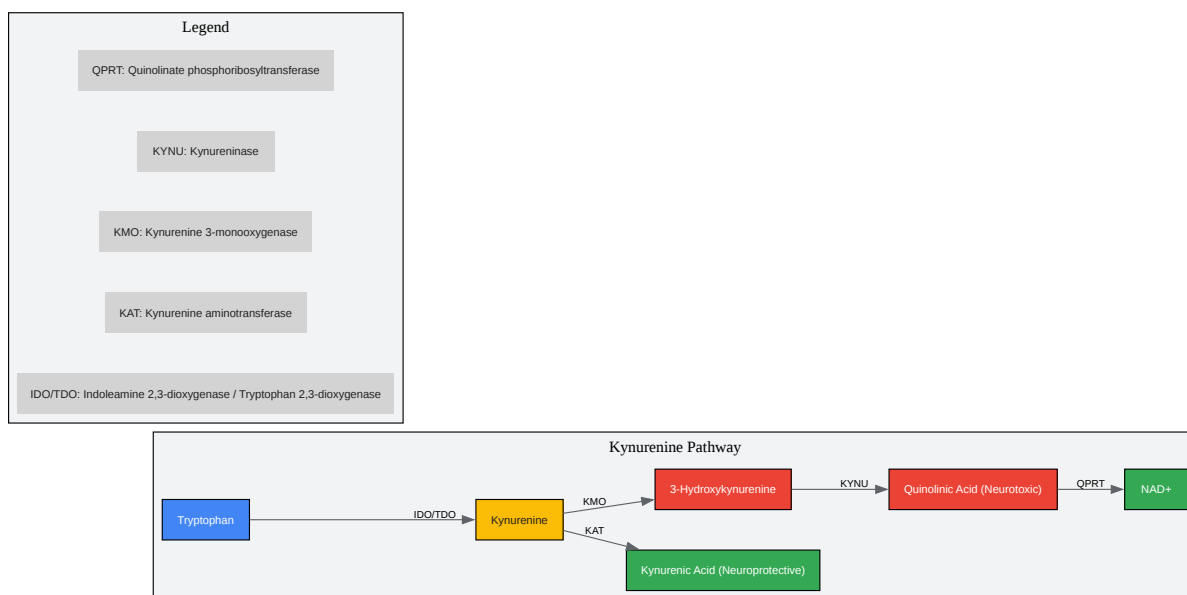 Legend
QPRT: Quinolinate phosphoribosyltransferase
KYNU: Kynureninase
KMO: Kynurenine 3-monooxygenase
KAT: Kynurenine aminotransferase
IDO/TDO: Indoleamine 2,3-dioxygenase / Tryptophan 2,3-dioxygenase
Kynurenine Pathway
Tryptophan
IDO/TDO
Kynurenine
KMO
3-Hydroxykynurenine
KYNU
Quinolinic Acid (Neurotoxic)
QPRT
NAD+
KAT
Kynurenic Acid (Neuroprotective)